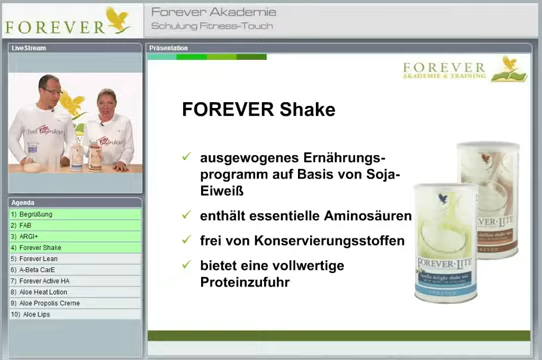 FOREVER
Forever Akademie
Schulung Fitness-Touch
LiveStream
Agenda
1) Begrüßung
2) FAB
3) ARGI+
4) Forever Shake
5) Forever Lean
6) A-Beta CarE
7) Forever Active HA
8) Aloe Heat Lotion
9) Aloe Propolis Creme
10) Aloe Lips
Präsentation
FOREVER
AKADEMIE & TRAINING
FOREVER Shake
ausgewogenes Ernährungs-
programm auf Basis von Soja-
Eiweiß
enthält essentielle Aminosäuren
frei von Konservierungsstoffen
bietet eine vollwertige
Proteinzufuhr
FOREVER LITE
FOREVER-LITE